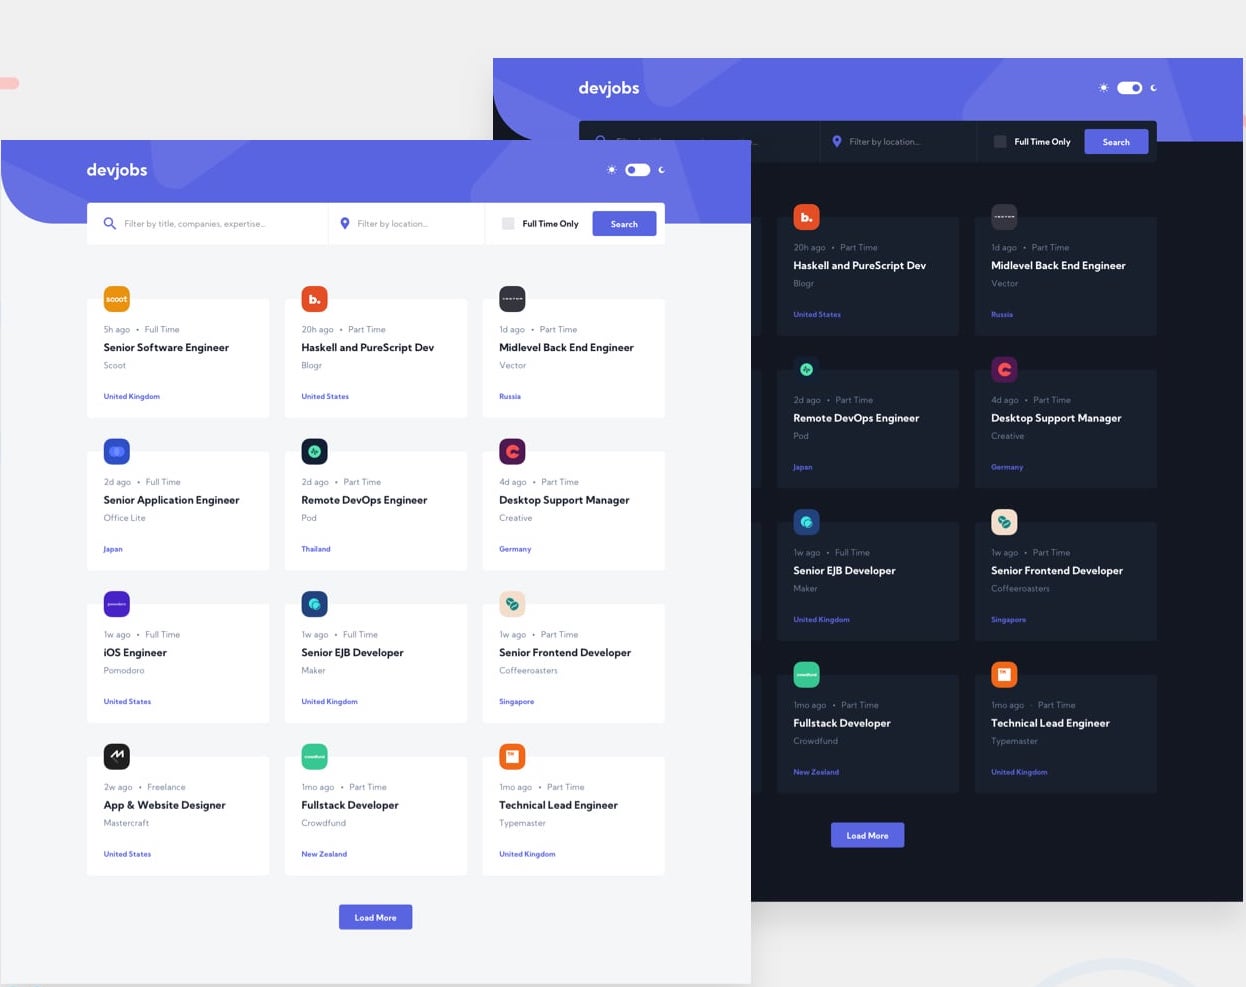 devjobs
Filter by location...
Full Time Only
Search
devjobs
Filter by title, companies, expertise...
Filter by location...
Full Time Only
Search
scoot
5h ago • Full Time
Senior Software Engineer
Scoot
United Kingdom
b.
20h ago • Part Time
Haskell and PureScript Dev
Blogr
United States
1d ago • Part Time
Midlevel Back End Engineer
Vector
Russia
2d ago • Full Time
Senior Application Engineer
Office Lite
Japan
2d ago • Part Time
Remote DevOps Engineer
Pod
Thailand
4d ago • Part Time
Desktop Support Manager
Creative
Germany
pomodoro
1w ago • Full Time
iOS Engineer
Pomodoro
United States
1w ago • Full Time
Senior EJB Developer
Maker
United Kingdom
1w ago • Part Time
Senior Frontend Developer
Coffeeroasters
Singapore
2w ago • Freelance
App & Website Designer
Mastercraft
United States
crowdfund
1mo ago • Part Time
Fullstack Developer
Crowdfund
New Zealand
TM
1mo ago • Part Time
Technical Lead Engineer
Typemaster
United Kingdom
Load More
b.
20h ago • Part Time
Haskell and PureScript Dev
Blogr
United States
1d ago • Part Time
Midlevel Back End Engineer
Vector
Russia
2d ago • Part Time
Remote DevOps Engineer
Pod
Japan
4d ago • Part Time
Desktop Support Manager
Creative
Germany
1w ago • Full Time
Senior EJB Developer
Maker
United Kingdom
1w ago • Part Time
Senior Frontend Developer
Coffeeroasters
Singapore
crowdfund
1mo ago • Part Time
Fullstack Developer
Crowdfund
New Zealand
TM
1mo ago • Part Time
Technical Lead Engineer
Typemaster
United Kingdom
Load More